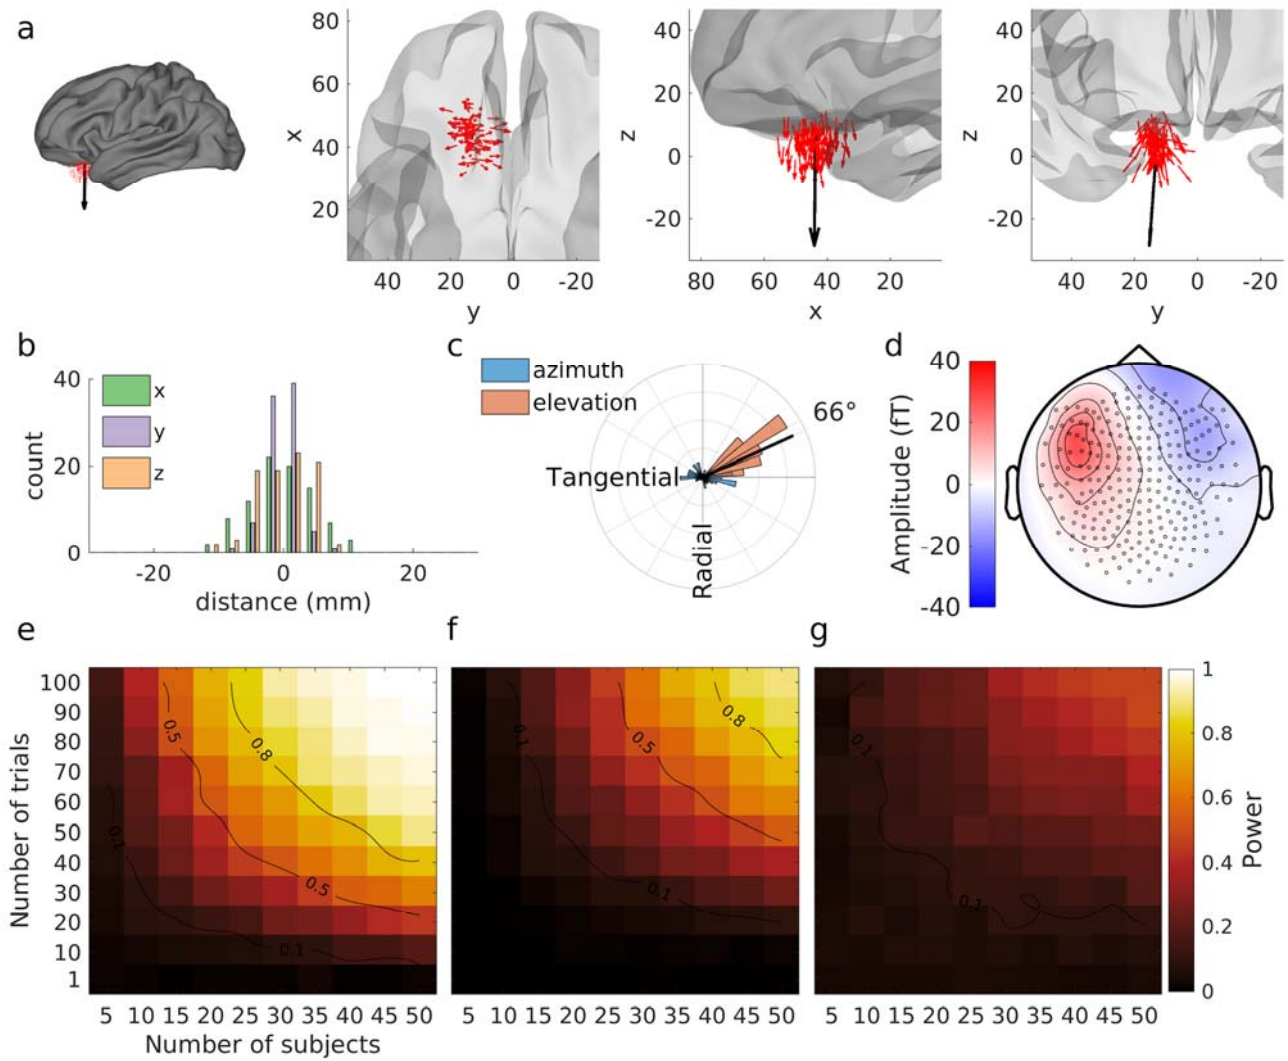 a
80
60
40
20
x
40 20 0 -20
y
40
20
0
-20
z
80 60 40 20
x
40
20
0
-20
z
40 20 0 -20
y
b
40
20
0
count
x
y
z
-20 0 20
distance (mm)
c
azimuth
elevation
66°
Tangential
Radial
d
40
20
0
-20
-40
Amplitude (fT)
e
f
g
100
90
80
70
60
50
40
30
20
10
1
Number of trials
0.1
0.5
0.8
5 10 15 20 25 30 35 40 45 50
Number of subjects
0.1
0.5
0.1
0.5
0.8
0.1
5 10 15 20 25 30 35 40 45 50
0.1
0.1
5 10 15 20 25 30 35 40 45 50
1
0.8
0.6
0.4
0.2
0
Power